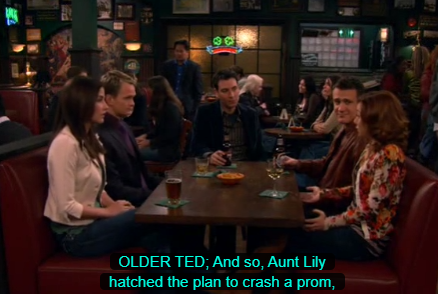 OLDER TED; And so, Aunt Lily
hatched the plan to crash a prom,